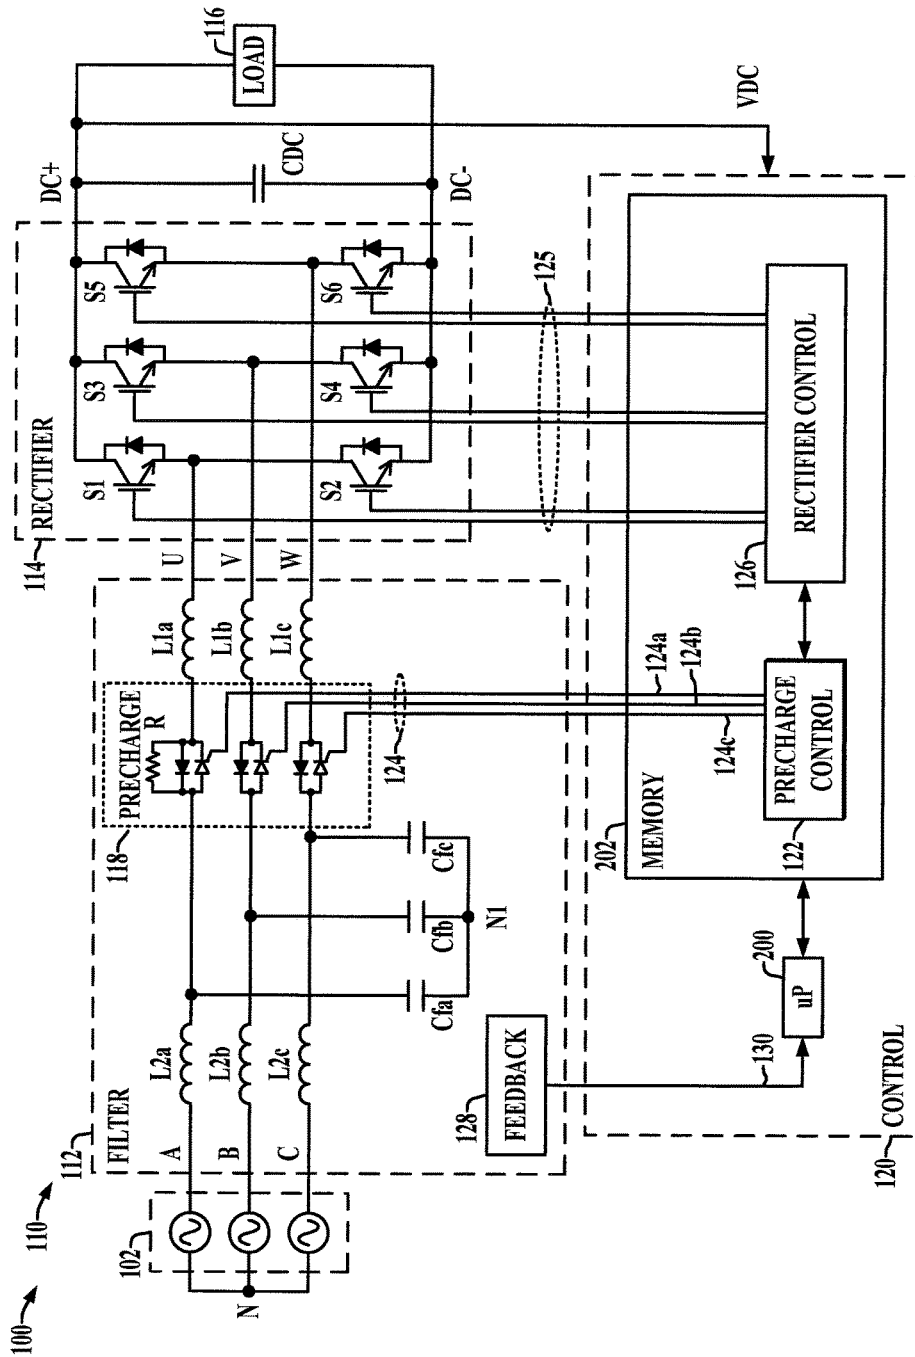 100
110
102
N
112
FILTER
A
B
C
L2a
L2b
L2c
Cfa
Cfb
Cfc
N1
118
PRECHARGE
R
L1a
L1b
L1c
124
128
FEEDBACK
114
RECTIFIER
U
V
W
S1
S3
S5
S2
S4
S6
125
DC+
DC-
CDC
116
LOAD
VDC
120
CONTROL
130
200
uP
202
MEMORY
122
PRECHARGE
CONTROL
124a
124b
124c
126
RECTIFIER CONTROL